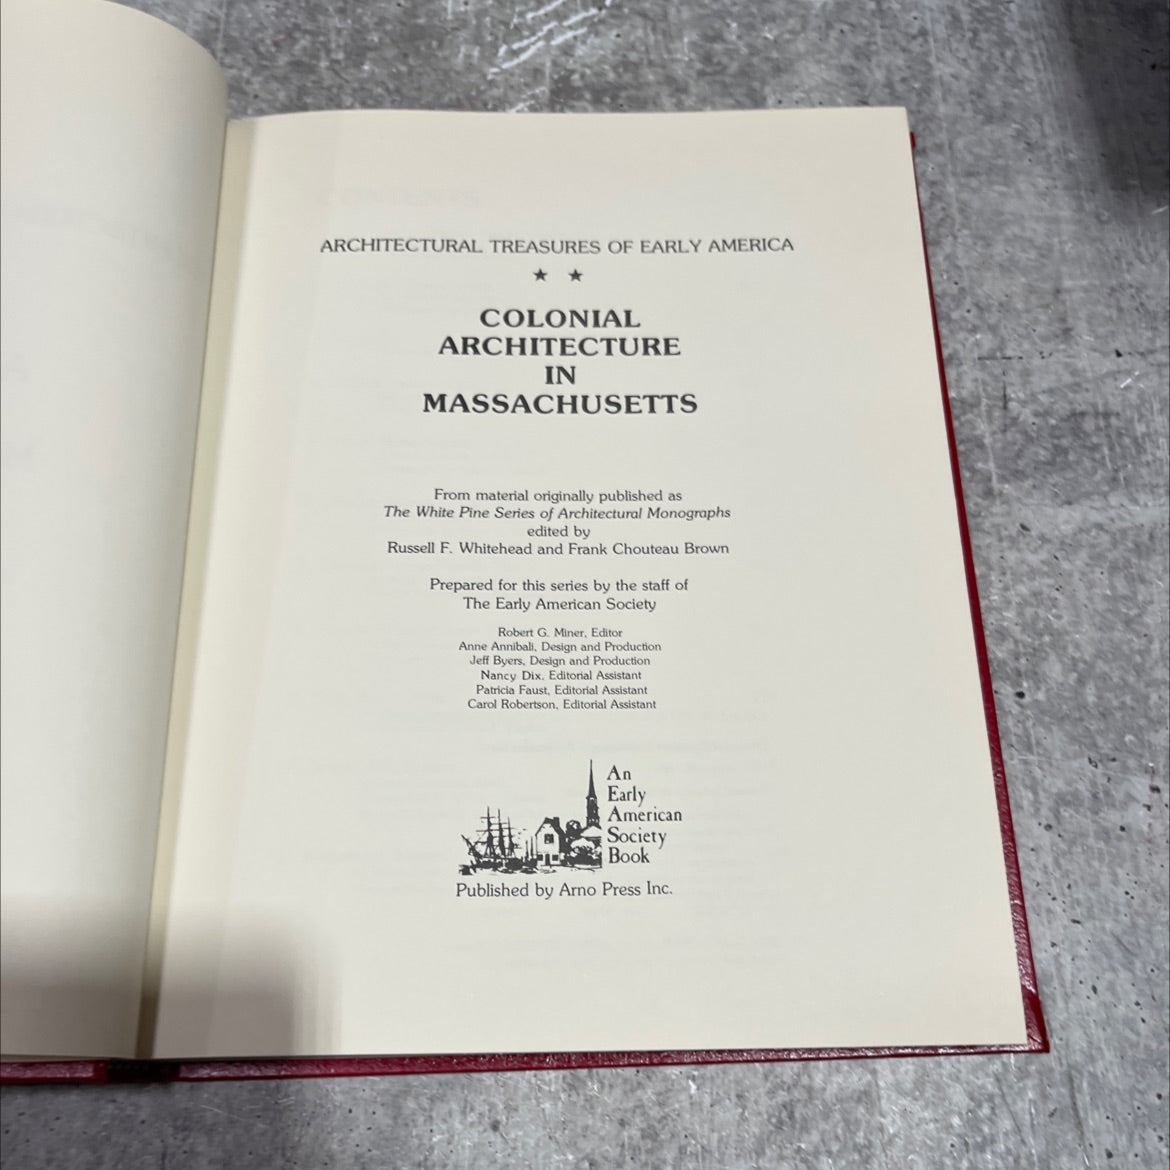 ARCHITECTURAL TREASURES OF EARLY AMERICA
★ ★
COLONIAL
ARCHITECTURE
IN
MASSACHUSETTS
From material originally published as
The White Pine Series of Architectural Monographs
edited by
Russell F. Whitehead and Frank Chouteau Brown
Prepared for this series by the staff of
The Early American Society
Robert G. Miner, Editor
Anne Annibali, Design and Production
Jeff Byers, Design and Production
Nancy Dix, Editorial Assistant
Patricia Faust, Editorial Assistant
Carol Robertson, Editorial Assistant
An
Early
American
Society
Book
Published by Arno Press Inc.